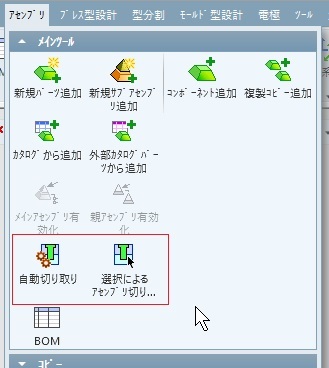 ｱｾﾝﾌﾞﾘ ﾌﾟﾚｽ型設計 型分割 ﾓｰﾙﾄﾞ型設計 電極 ﾂｰﾙ
ﾒｲﾝﾂｰﾙ
新規ﾊﾟｰﾂ追加
新規ｻﾌﾞｱｾﾝﾌﾞ
ﾘ追加
ｺﾝﾎﾟｰﾈﾝﾄ追加
複製ｺﾋﾟｰ追加
ｶﾀﾛｸﾞから追加
外部ｶﾀﾛｸﾞﾊﾟｰ
ﾂから追加
ﾒｲﾝｱｾﾝﾌﾞﾘ有
効化
親ｱｾﾝﾌﾞﾘ有効
化
自動切り取り
選択による
ｱｾﾝﾌﾞﾘ切り...
BOM
ｺﾋﾟｰ